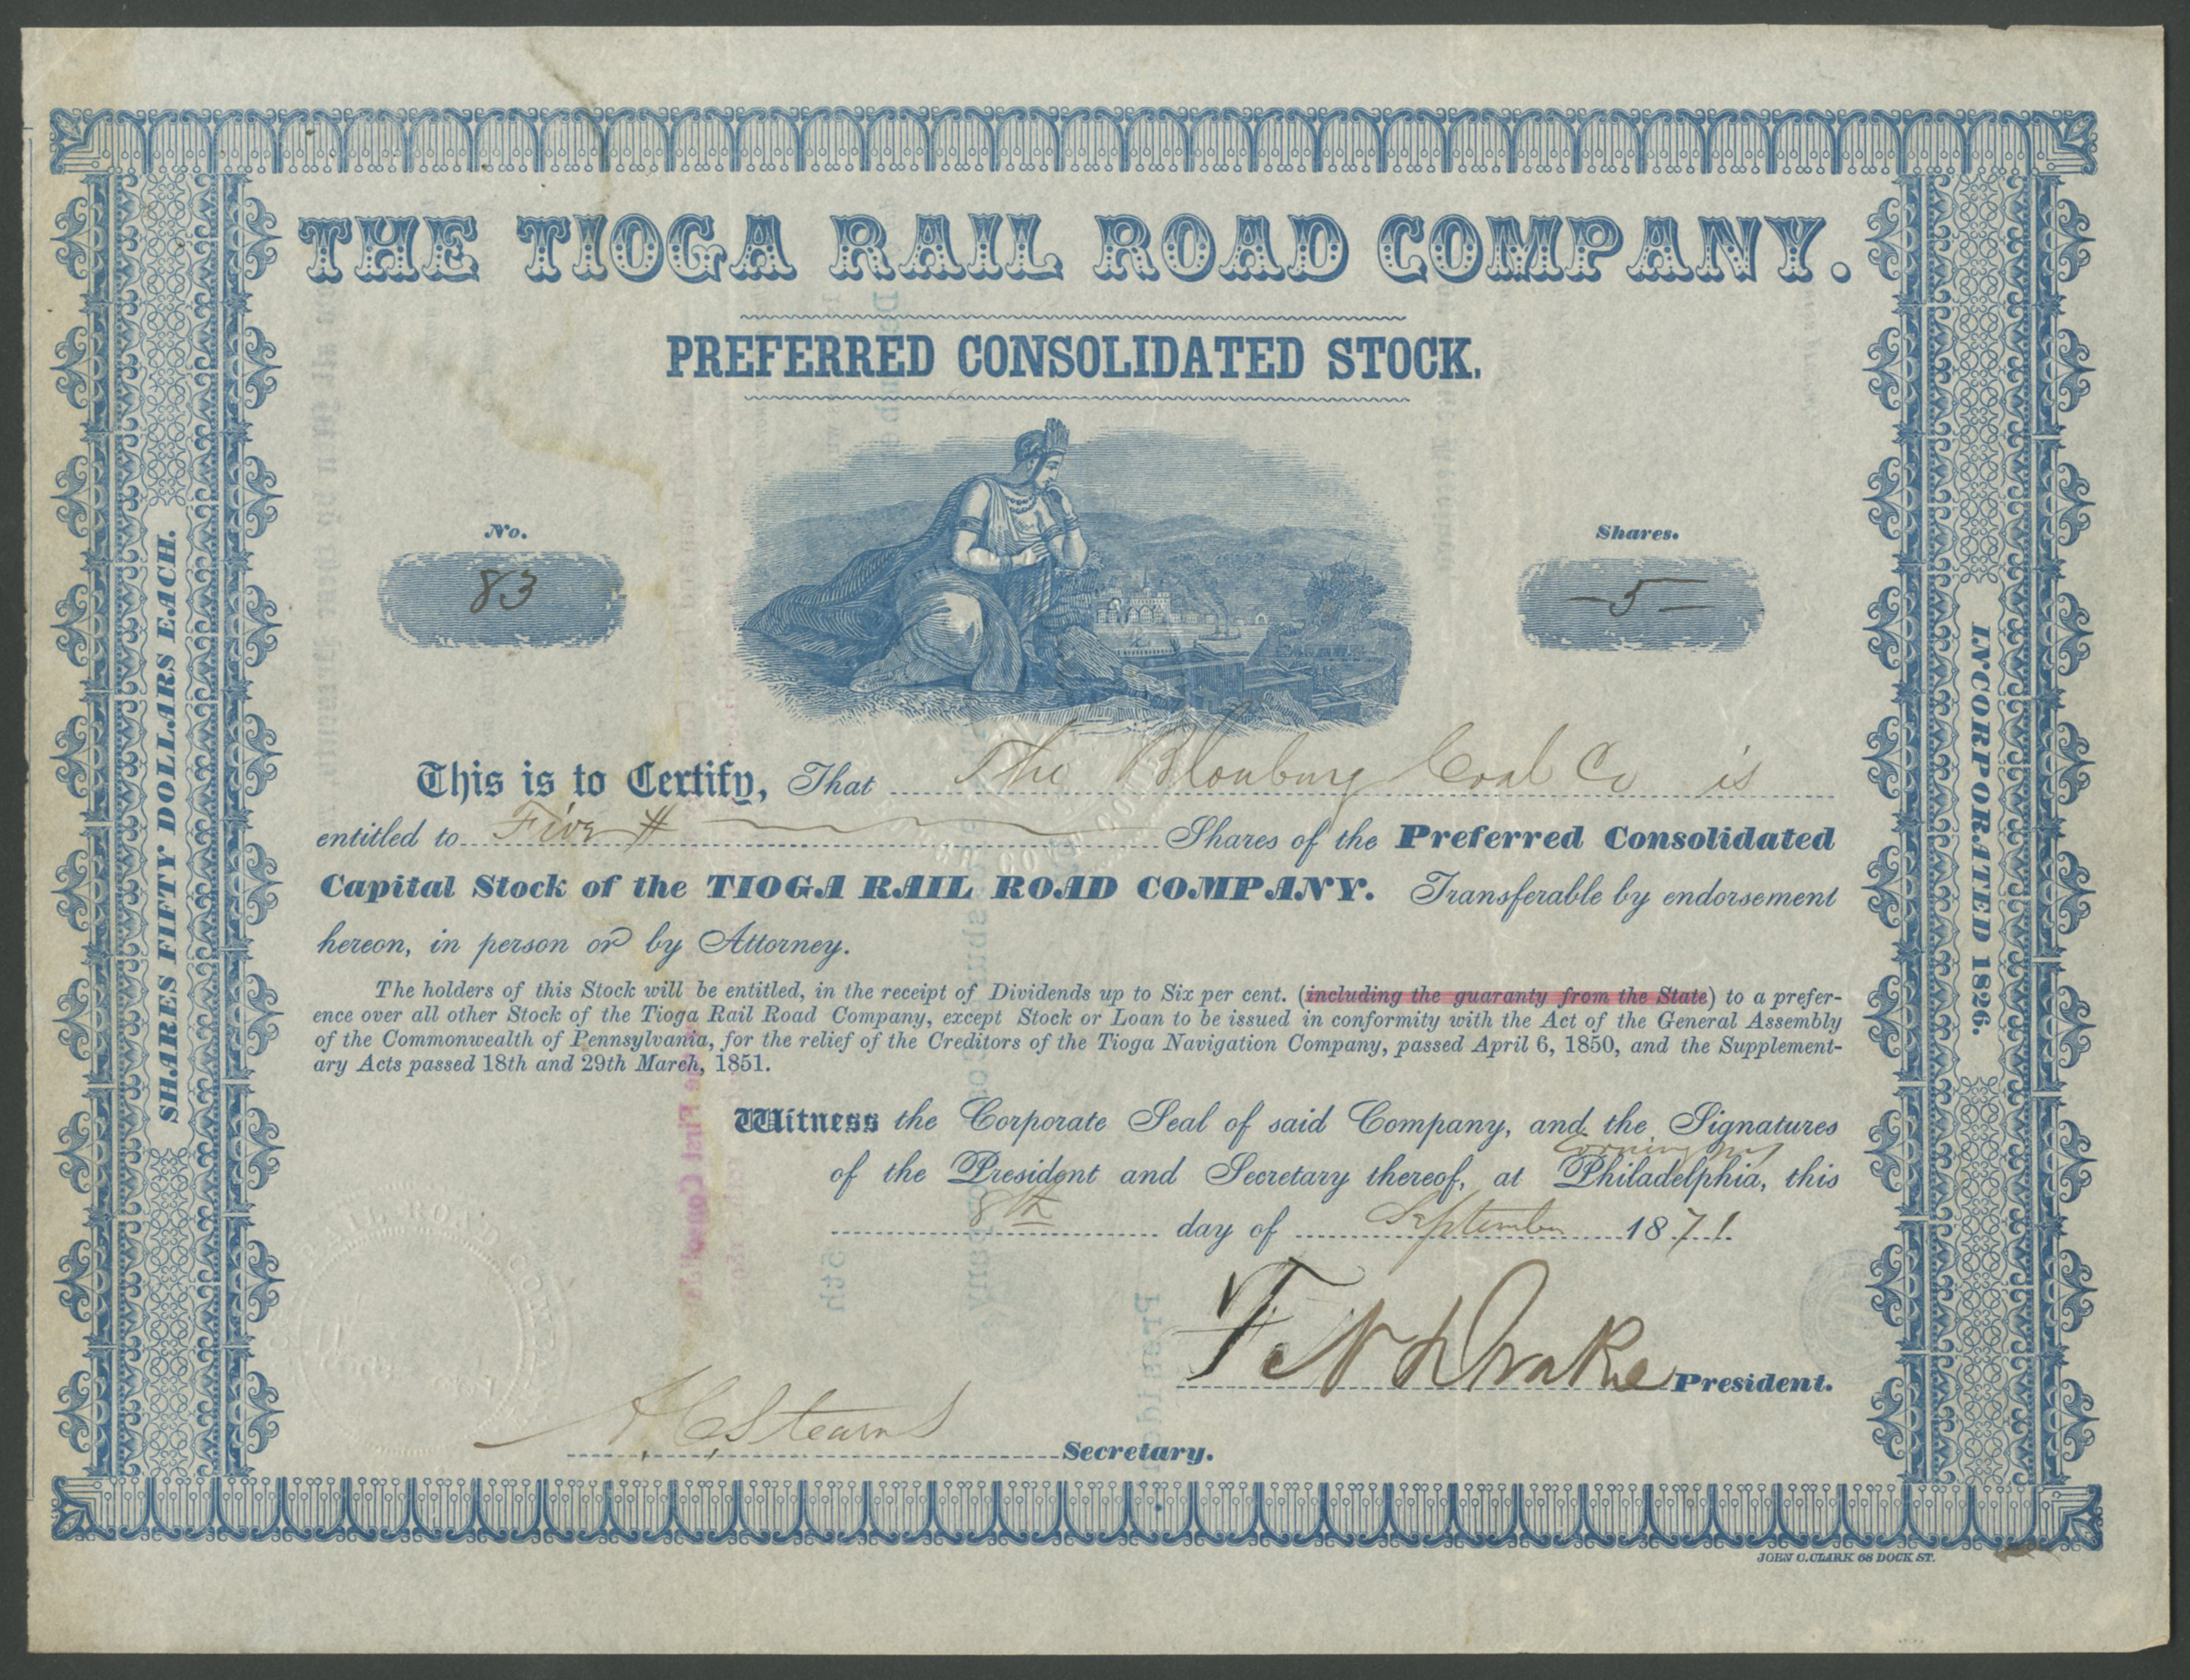 THE TIOGA RAIL ROAD COMPANY.
PREFERRED CONSOLIDATED STOCK.
No.
83
Shares.
—5—
SHARES FIFTY DOLLARS EACH.
INCORPORATED 1826.
This is to Certify, That The Blossburg Coal Co is
entitled to Five # Shares of the Preferred Consolidated
Capital Stock of the TIOGA RAIL ROAD COMPANY. Transferable by endorsement
hereon, in person or by Attorney.
The holders of this Stock will be entitled, in the receipt of Dividends up to Six per cent. (including the guaranty from the State) to a prefer-
ence over all other Stock of the Tioga Rail Road Company, except Stock or Loan to be issued in conformity with the Act of the General Assembly
of the Commonwealth of Pennsylvania, for the relief of the Creditors of the Tioga Navigation Company, passed April 6, 1850, and the Supplement-
ary Acts passed 18th and 29th March, 1851.
Witness the Corporate Seal of said Company, and the Signatures
Corning NY
of the President and Secretary thereof, at Philadelphia, this
8th day of September 1871.
F N Drake President.
H. C. Stearns Secretary.
RAIL ROAD COMPA
JOHN C. CLARK 68 DOCK ST.